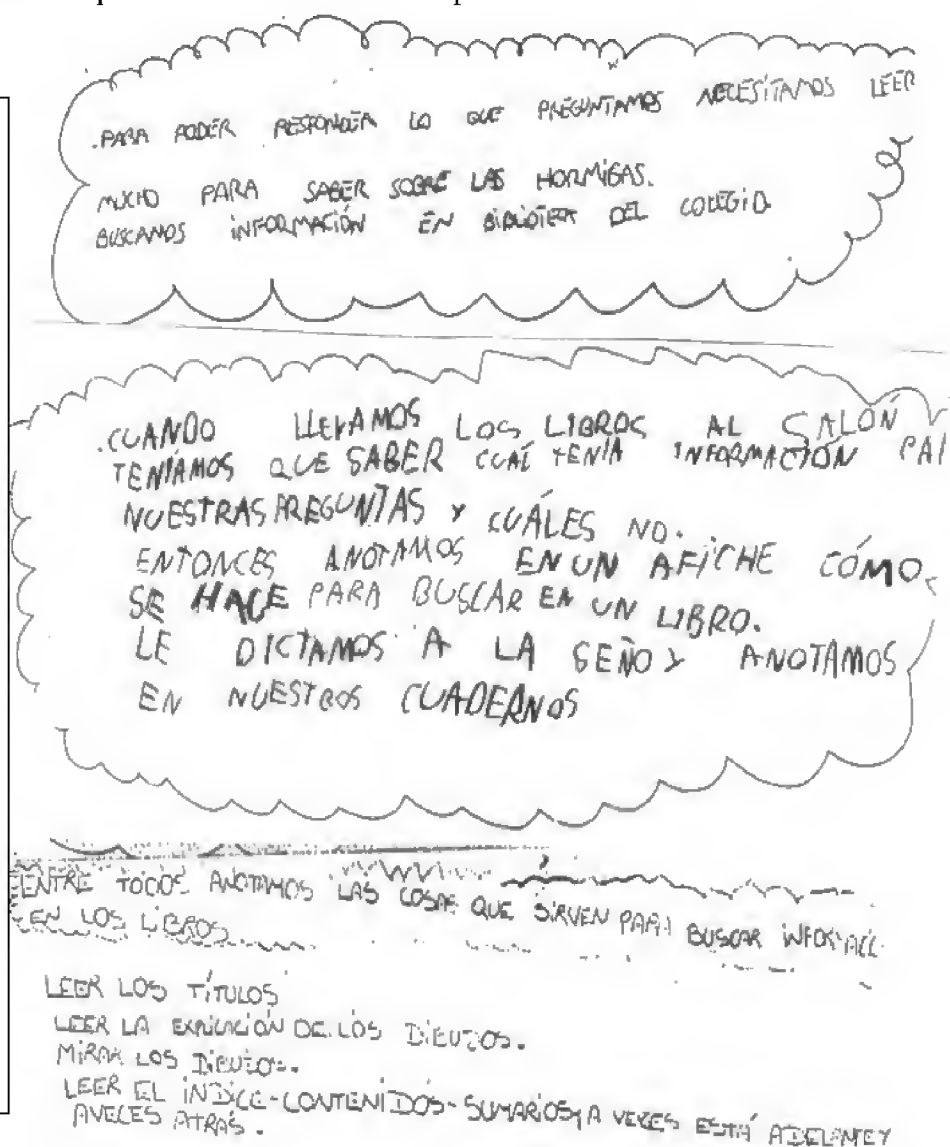 .PARA PODER RESPONDER LO QUE PREGUNTAMOS NECESITAMOS LEER
MUCHO PARA SABER SOBRE LAS HORMIGAS.
BUSCAMOS INFORMACIÓN EN BIBLIOTECA DEL COLEGIO
.CUANDO LLEVAMOS LOS LIBROS AL SALÓN Y
TENÍAMOS QUE SABER CUÁL TENÍA INFORMACIÓN PAR
NUESTRAS PREGUNTAS Y CUÁLES NO.
ENTONCES ANOTAMOS EN UN AFICHE CÓMO
SE HACE PARA BUSCAR EN UN LIBRO.
LE DICTAMOS A LA SEÑO Y ANOTAMOS
EN NUESTROS CUADERNOS
ENTRE TODOS ANOTAMOS LAS COSAS QUE SIRVEN PARA BUSCAR
EN LOS LIBROS
LEER LOS TÍTULOS
LEER LA EXPLICACIÓN DE LOS DIBUJOS.
MIRAR LOS DIBUJOS.
LEER EL ÍNDICE-CONTENIDOS-SUMARIOS, A VECES ESTÁ ADELANTE Y
AVECES ATRÁS.